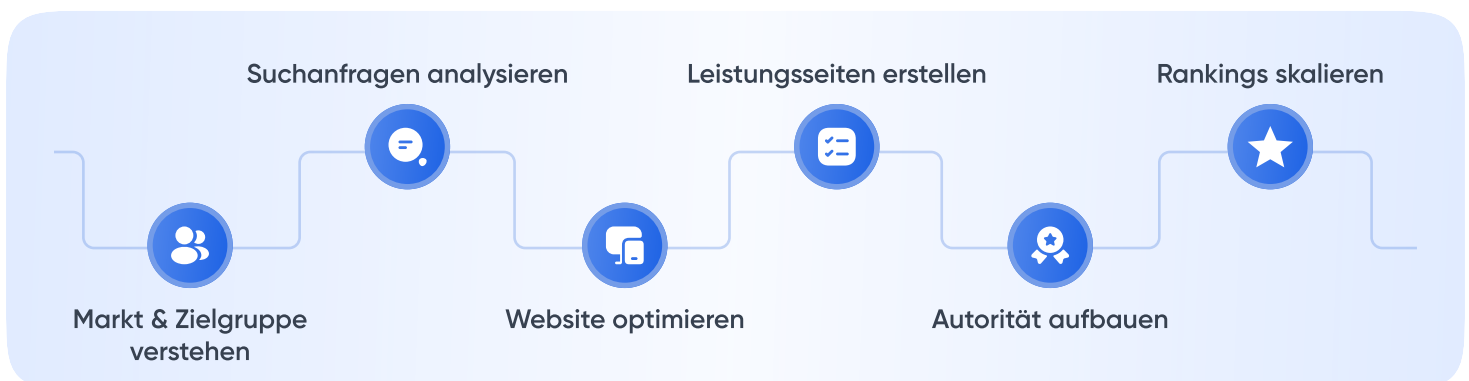 Suchanfragen analysieren
Leistungsseiten erstellen
Rankings skalieren
Markt & Zielgruppe
verstehen
Website optimieren
Autorität aufbauen